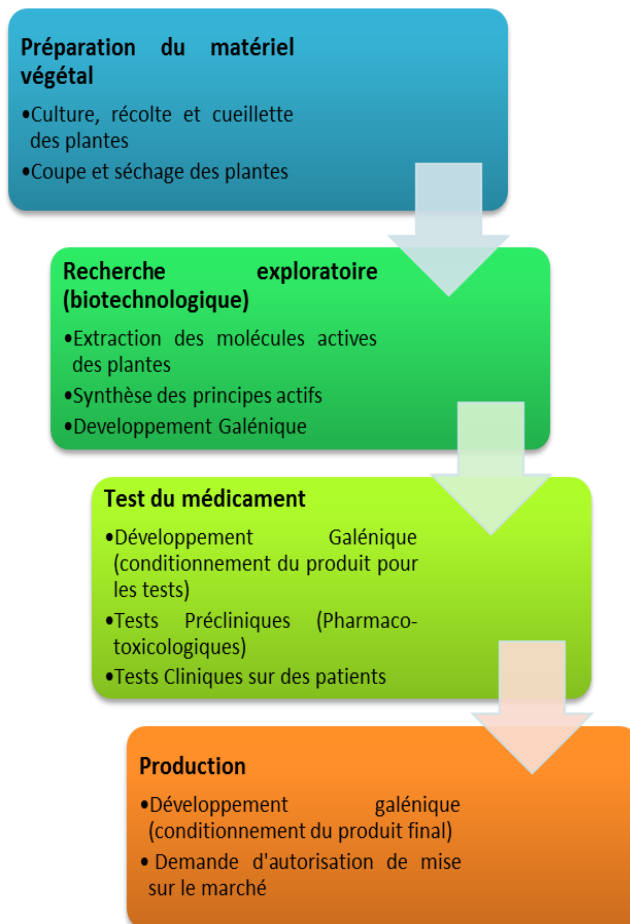 Préparation du matériel
végétal
•Culture, récolte et cueillette
des plantes
•Coupe et séchage des plantes
Recherche exploratoire
(biotechnologique)
•Extraction des molécules actives
des plantes
•Synthèse des principes actifs
•Developpement Galénique
Test du médicament
•Développement Galénique
(conditionnement du produit pour
les tests)
•Tests Précliniques (Pharmaco-
toxicologiques)
•Tests Cliniques sur des patients
Production
•Développement galénique
(conditionnement du produit final)
• Demande d'autorisation de mise
sur le marché